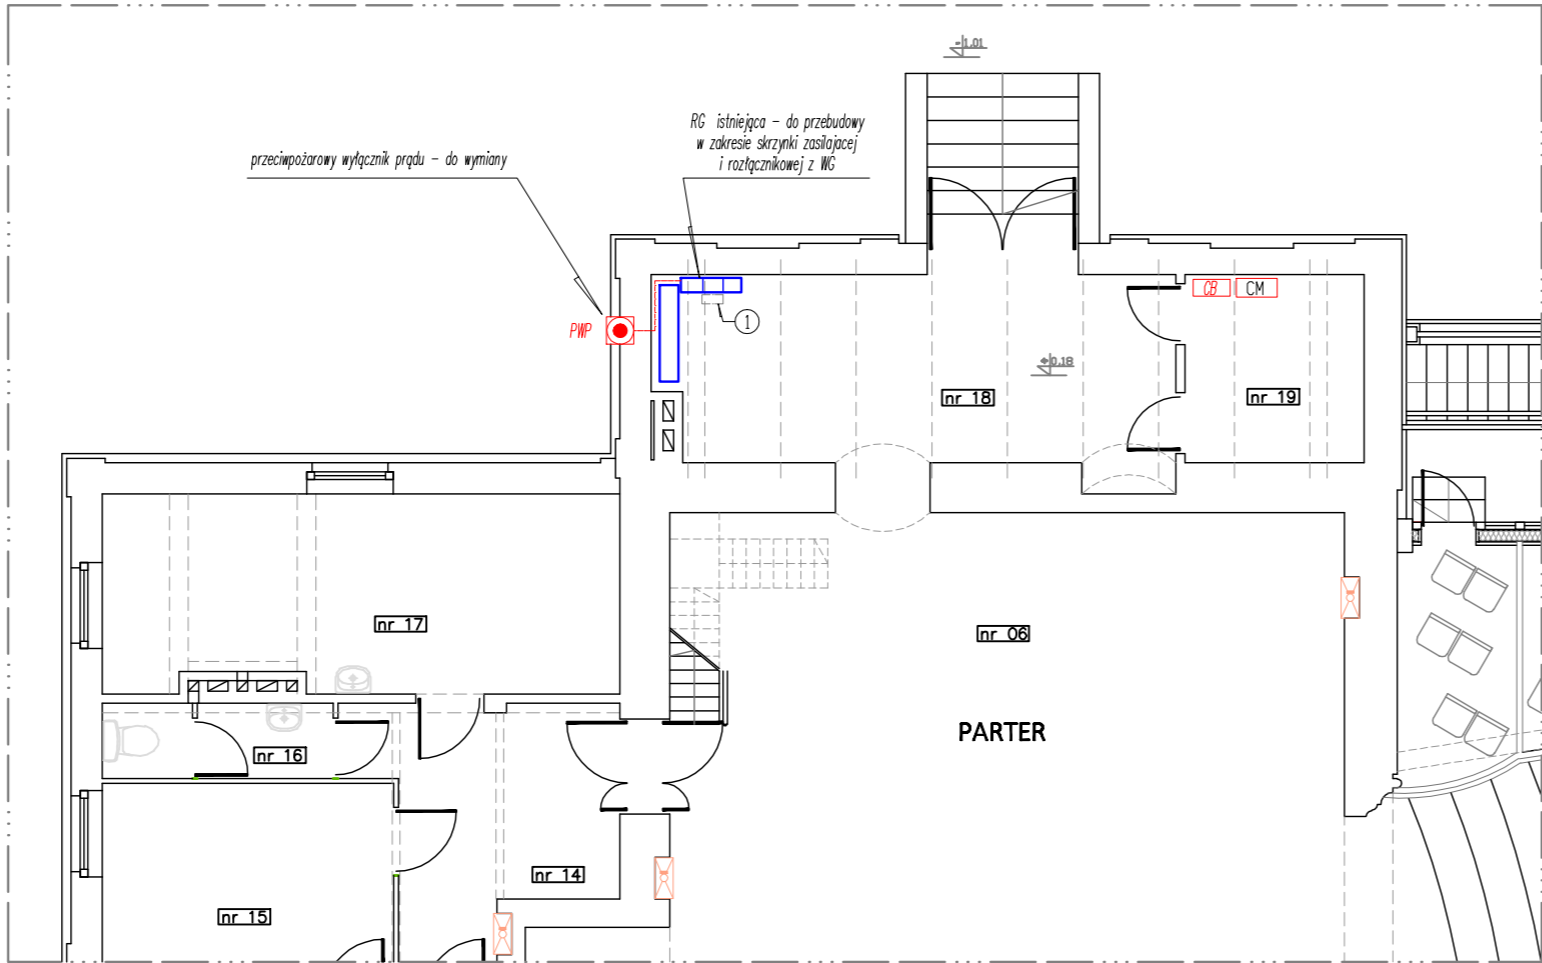 -1.01
RG istniejąca - do przebudowy
w zakresie skrzynki zasilajacej
i rozłącznikowej z WG
przeciwpożarowy wyłącznik prądu - do wymiany
CB
CM
PWP
1
0.18
nr 18
nr 19
nr 17
nr 06
PARTER
nr 16
nr 14
nr 15